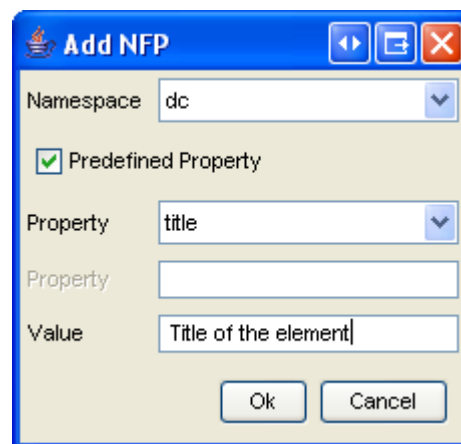 Add NFP
Namespace dc
Predefined Property
Property title
Property
Value Title of the element
Ok Cancel